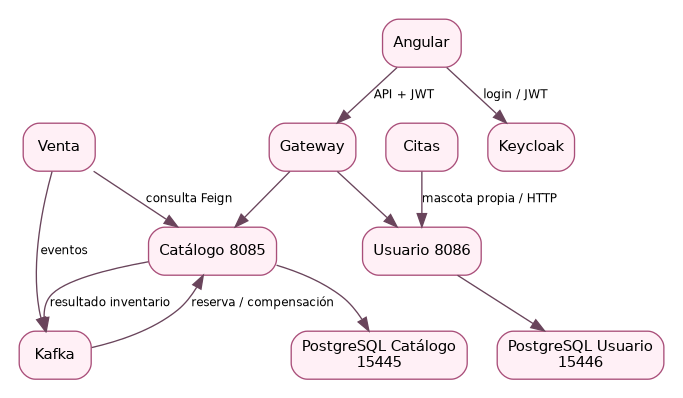 Angular
API + JWT
login / JWT
Venta
Gateway
Citas
Keycloak
consulta Feign
mascota propia / HTTP
eventos
Catálogo 8085
Usuario 8086
resultado inventario
reserva / compensación
Kafka
PostgreSQL Catálogo
15445
PostgreSQL Usuario
15446